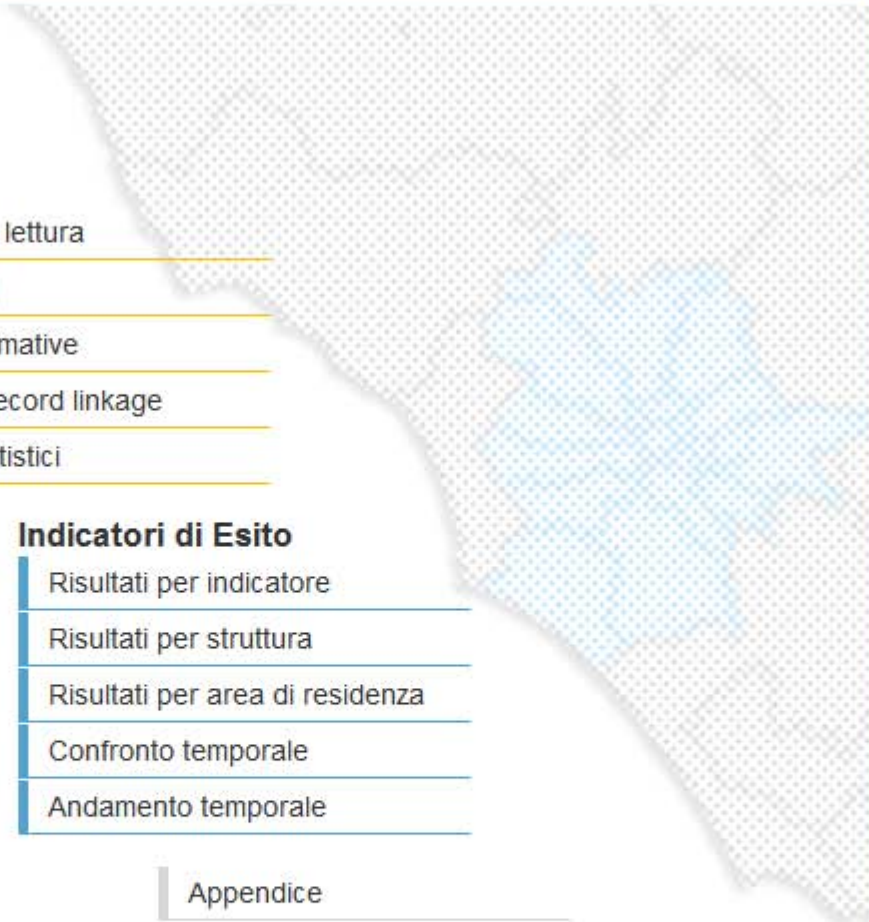 lettura
mative
ecord linkage
tistici
Indicatori di Esito
Risultati per indicatore
Risultati per struttura
Risultati per area di residenza
Confronto temporale
Andamento temporale
Appendice